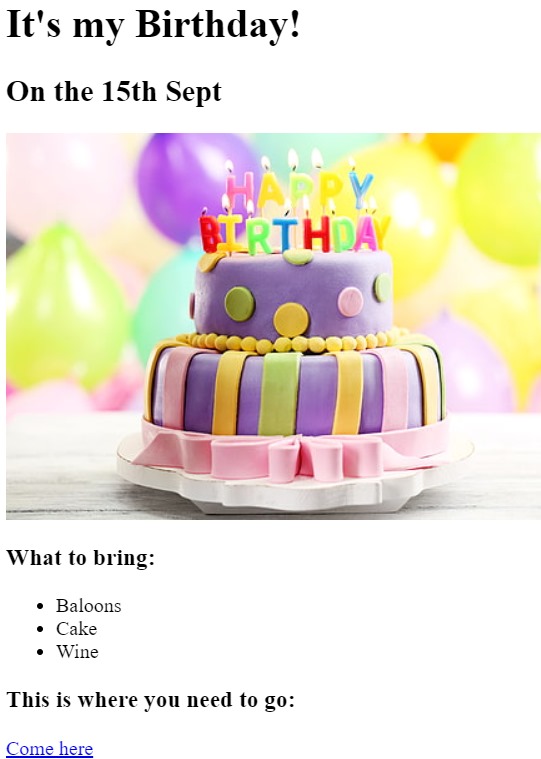 It's my Birthday!
On the 15th Sept
HAPPY
BIRTHDAY
What to bring:
Baloons
Cake
Wine
This is where you need to go:
Come here